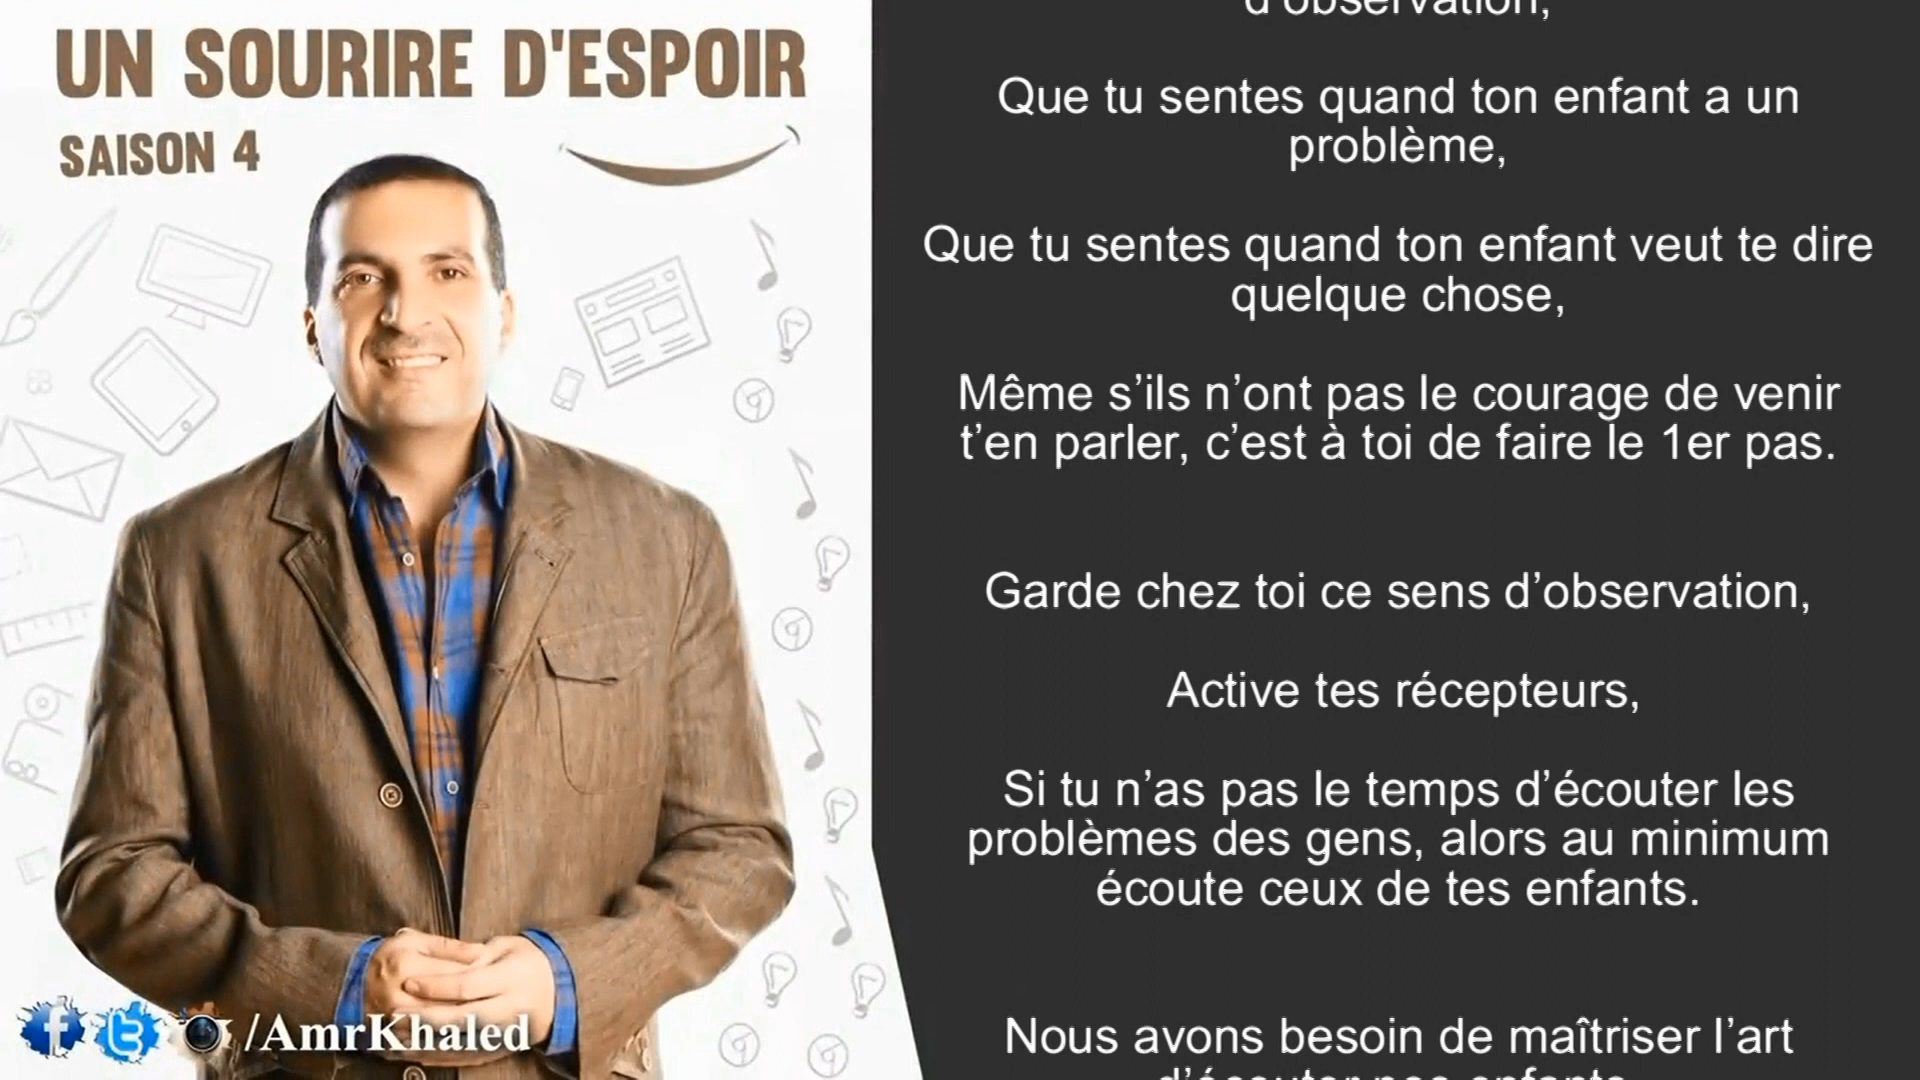 UN SOURIRE D'ESPOIR
SAISON 4
/AmrKhaled
d'observation,
Que tu sentes quand ton enfant a un
problème,
Que tu sentes quand ton enfant veut te dire
quelque chose,
Même s’ils n’ont pas le courage de venir
t’en parler, c’est à toi de faire le 1er pas.
Garde chez toi ce sens d’observation,
Active tes récepteurs,
Si tu n’as pas le temps d’écouter les
problèmes des gens, alors au minimum
écoute ceux de tes enfants.
Nous avons besoin de maîtriser l’art
d’écouter nos enfants